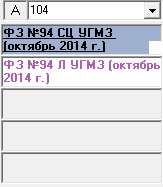 А 104
ФЗ №94 СЦ УГМЗ
(октябрь 2014 г.)
ФЗ №94 Л УГМЗ (октябрь
2014 г.)